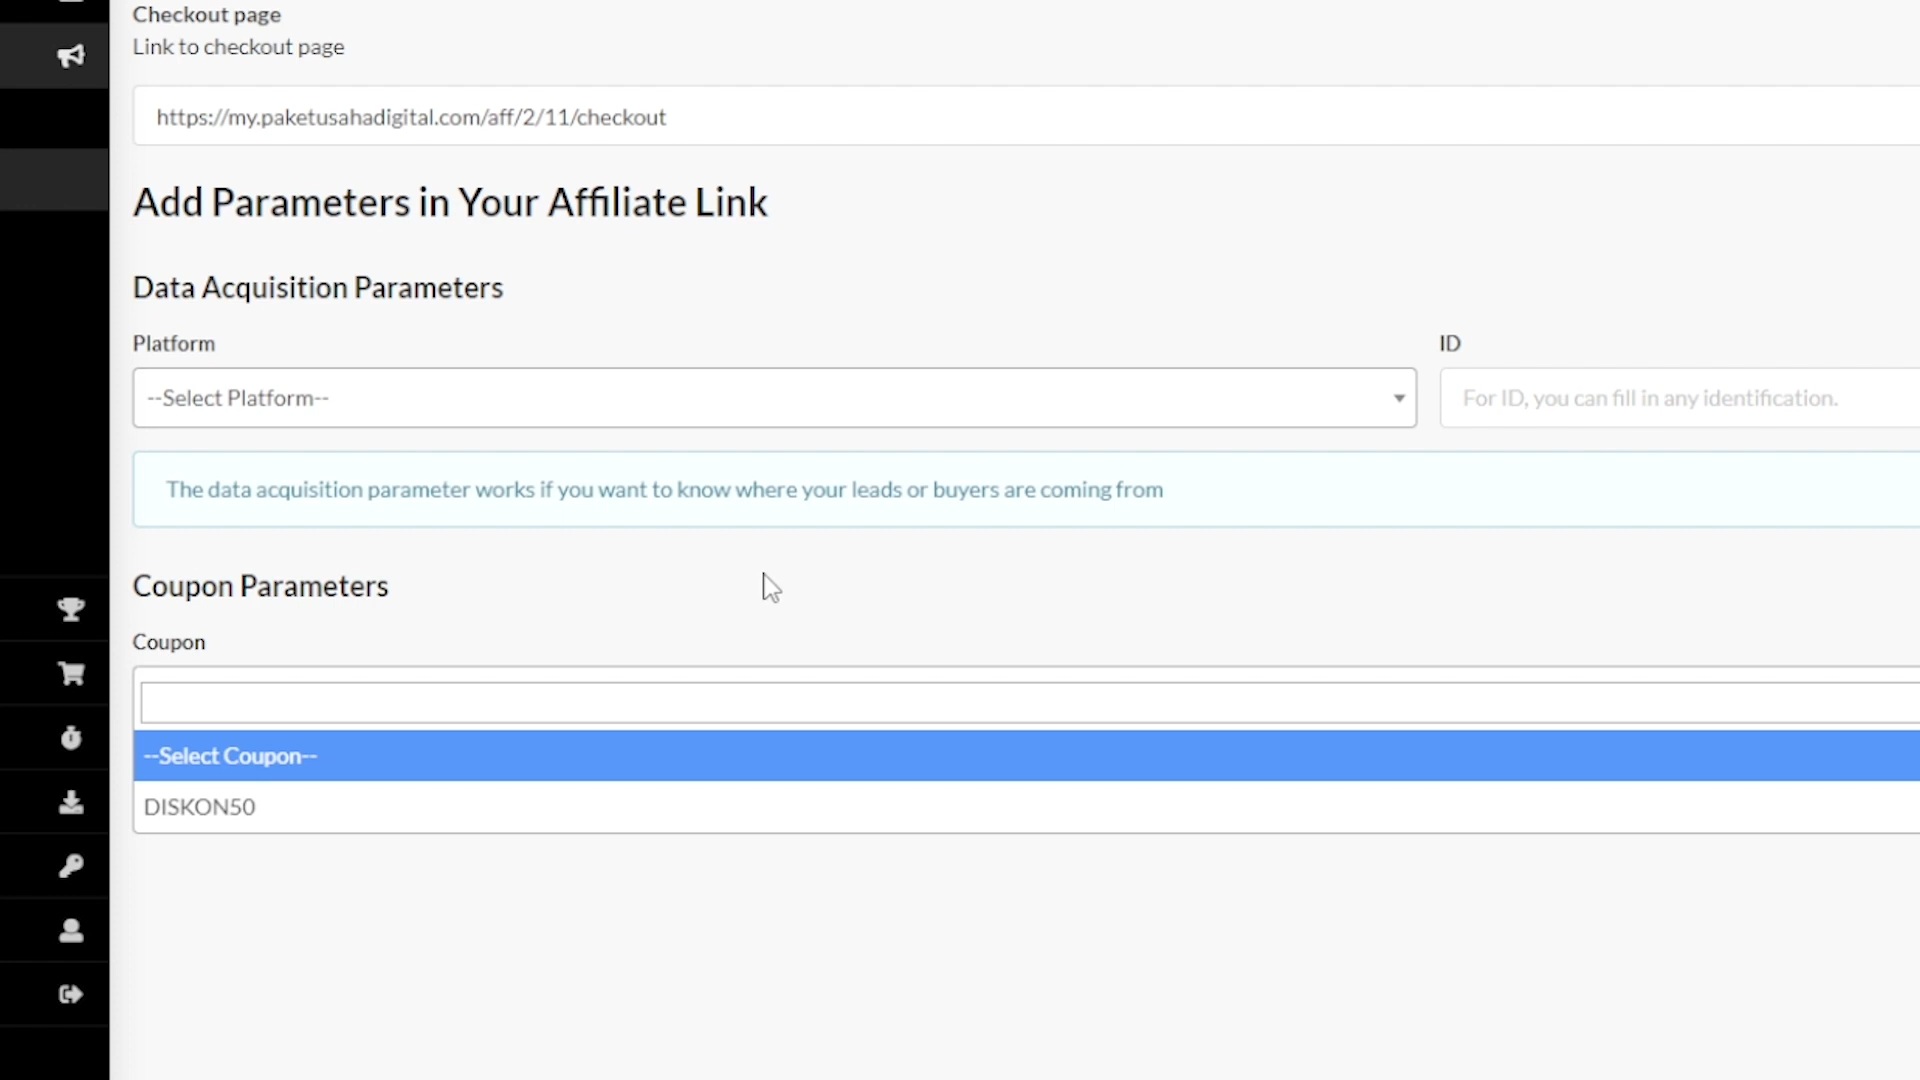 Checkout page
Link to checkout page
https://my.paketusahadigital.com/aff/2/11/checkout
Add Parameters in Your Affiliate Link
Data Acquisition Parameters
Platform
ID
--Select Platform--
For ID, you can fill in any identification.
The data acquisition parameter works if you want to know where your leads or buyers are coming from
Coupon Parameters
Coupon
--Select Coupon--
DISKON50